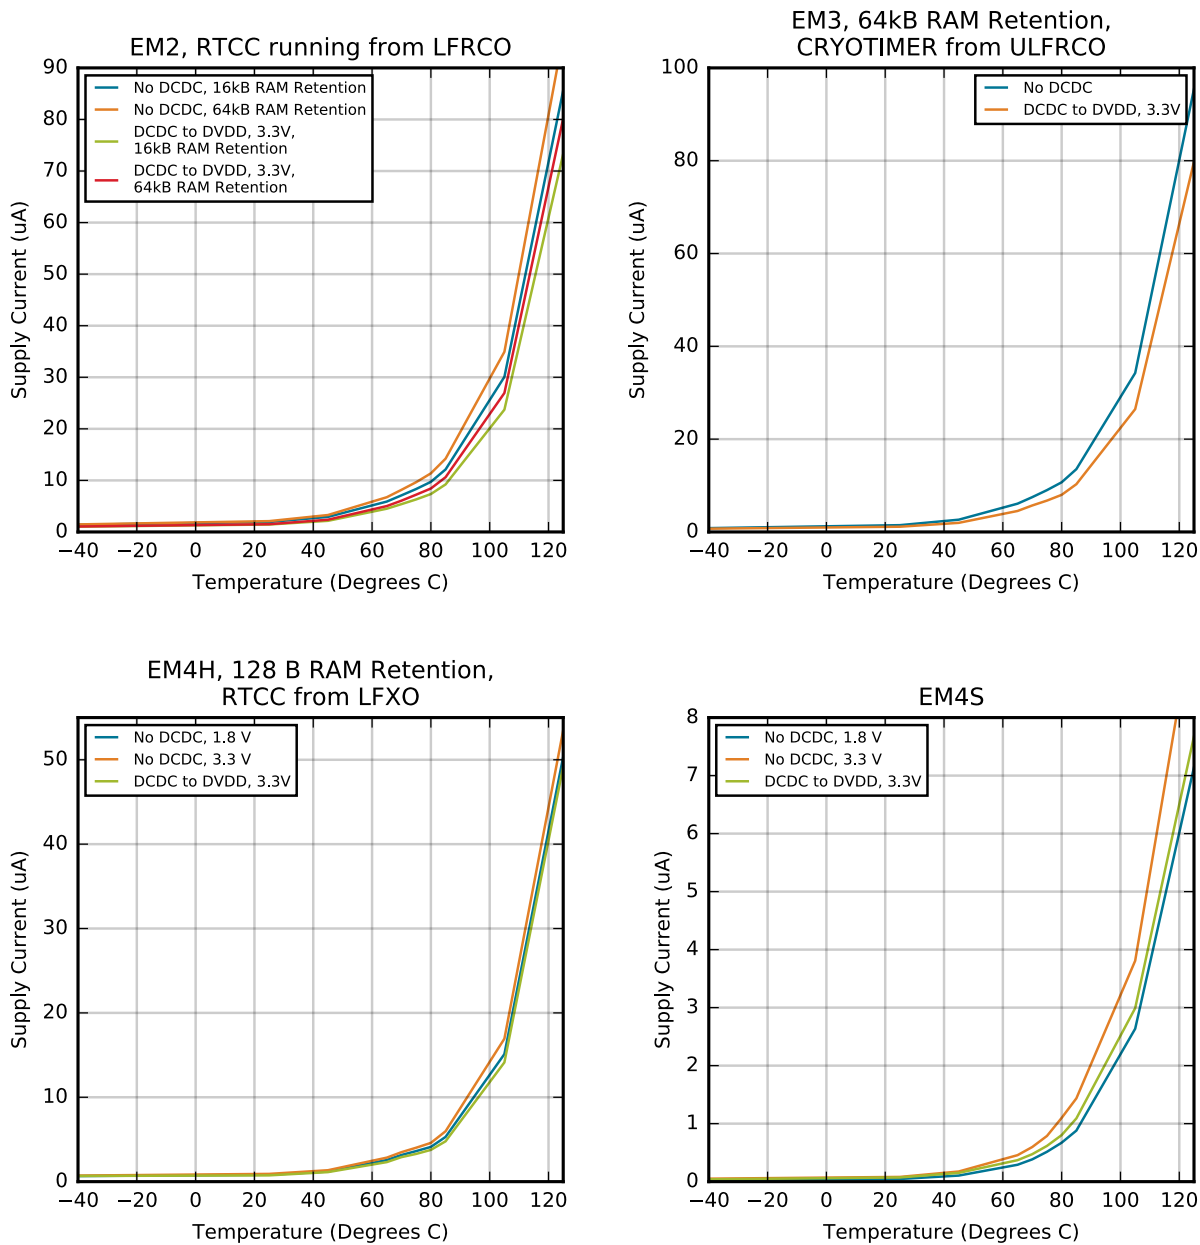 EM2, RTCC running from LFRCO
90
80
70
60
50
40
30
20
10
0
Supply Current (uA)
No DCDC, 16kB RAM Retention
No DCDC, 64kB RAM Retention
DCDC to DVDD, 3.3V,
16kB RAM Retention
DCDC to DVDD, 3.3V,
64kB RAM Retention
−40 −20 0 20 40 60 80 100 120
Temperature (Degrees C)
EM3, 64kB RAM Retention,
CRYOTIMER from ULFRCO
100
80
60
40
20
0
Supply Current (uA)
No DCDC
DCDC to DVDD, 3.3V
−40 −20 0 20 40 60 80 100 120
Temperature (Degrees C)
EM4H, 128 B RAM Retention,
RTCC from LFXO
50
40
30
20
10
0
Supply Current (uA)
No DCDC, 1.8 V
No DCDC, 3.3 V
DCDC to DVDD, 3.3V
−40 −20 0 20 40 60 80 100 120
Temperature (Degrees C)
EM4S
8
7
6
5
4
3
2
1
0
Supply Current (uA)
No DCDC, 1.8 V
No DCDC, 3.3 V
DCDC to DVDD, 3.3V
−40 −20 0 20 40 60 80 100 120
Temperature (Degrees C)